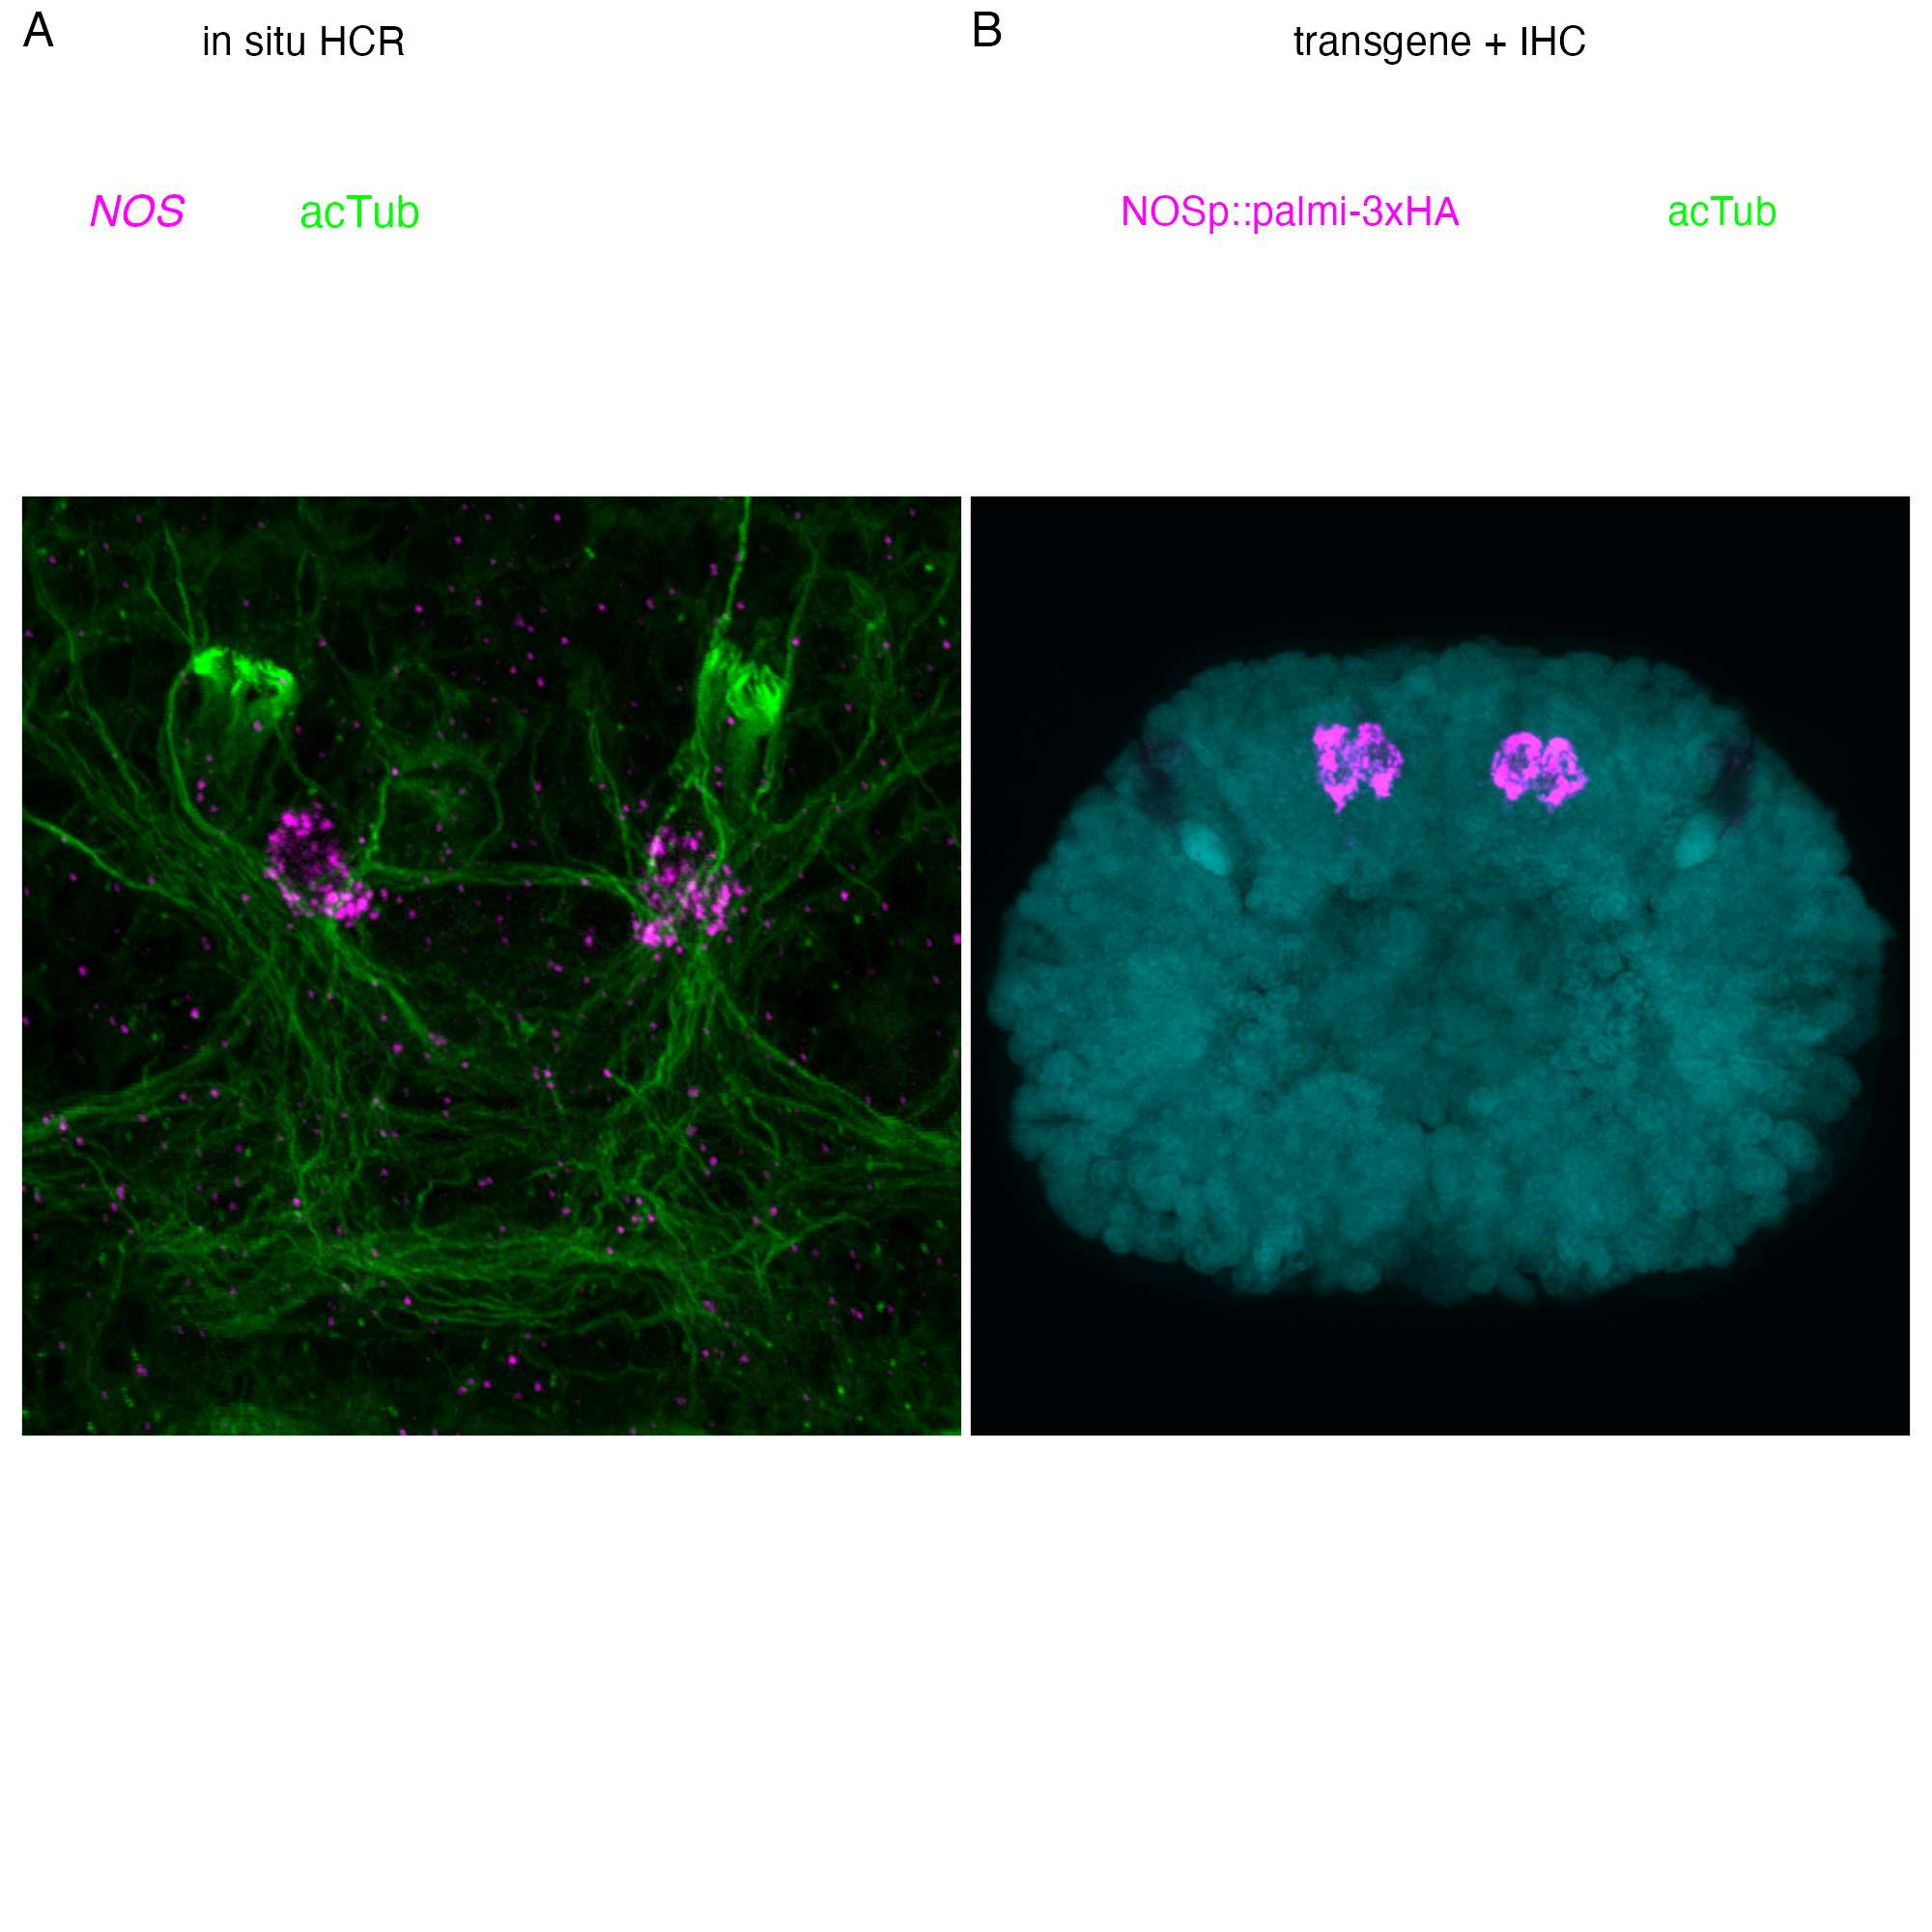 A
in situ HCR
B
transgene + IHC
NOS
acTub
NOSp::palmi-3xHA
acTub